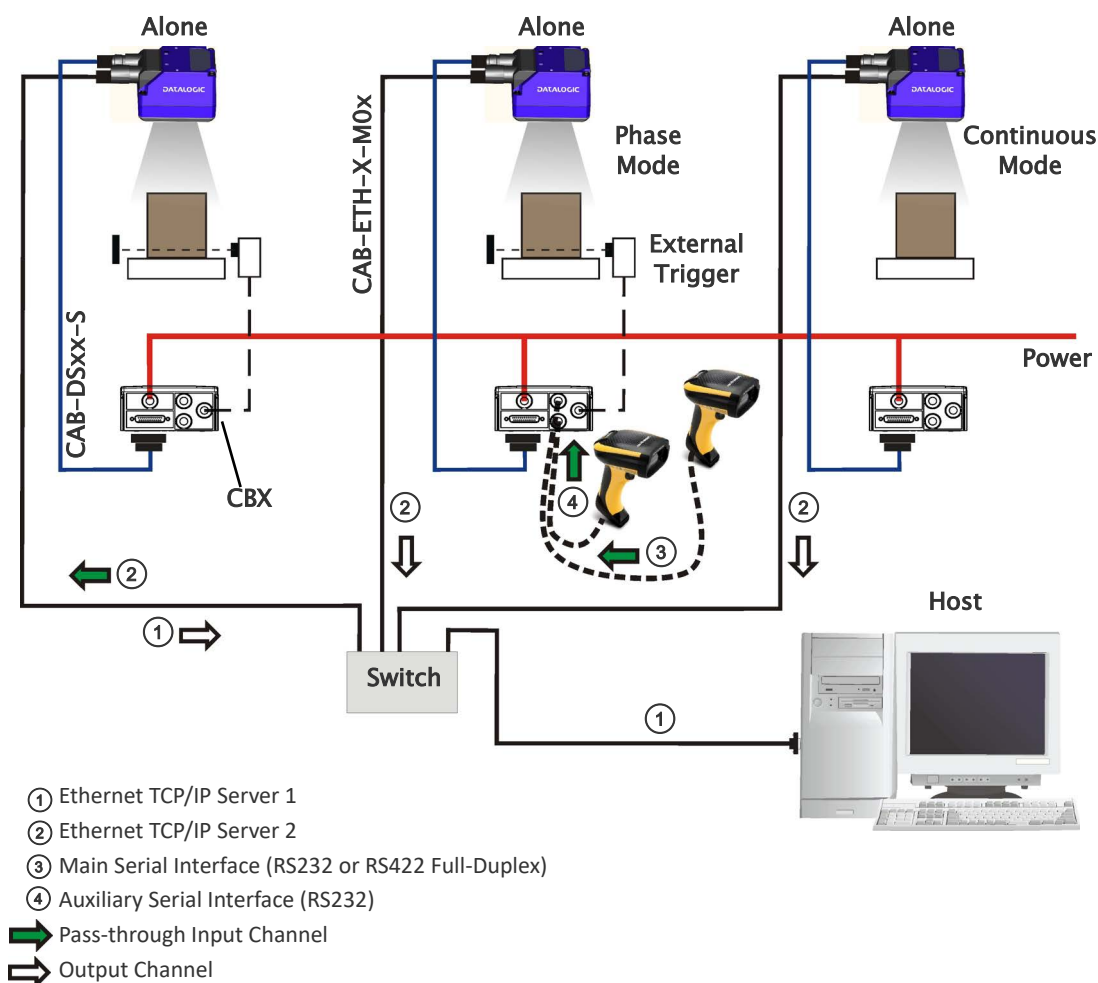 Alone
Alone
Alone
DATALOGIC
DATALOGIC
DATALOGIC
Phase
Mode
Continuous
Mode
CAB-ETH-X-M0x
External
Trigger
CAB-DSxx-S
Power
CBX
4
2
2
3
2
1
Host
Switch
1
1 Ethernet TCP/IP Server 1
2 Ethernet TCP/IP Server 2
3 Main Serial Interface (RS232 or RS422 Full-Duplex)
4 Auxiliary Serial Interface (RS232)
Pass-through Input Channel
Output Channel